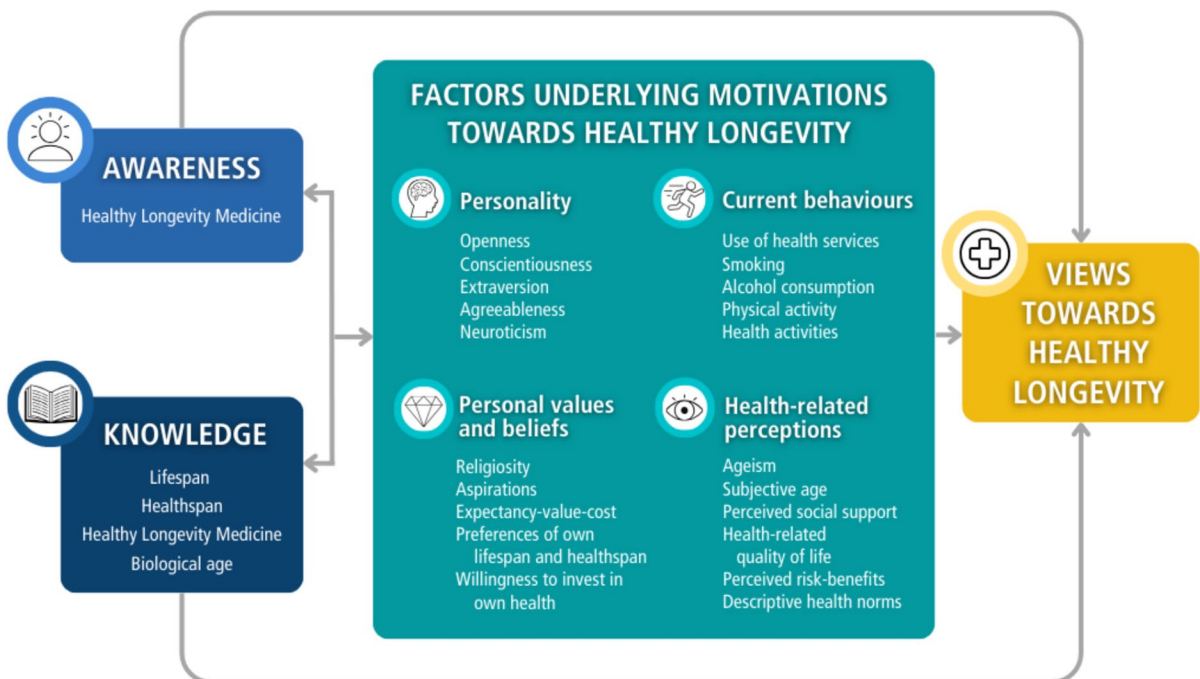 AWARENESS
Healthy Longevity Medicine
KNOWLEDGE
Lifespan
Healthspan
Healthy Longevity Medicine
Biological age
FACTORS UNDERLYING MOTIVATIONS
TOWARDS HEALTHY LONGEVITY
Personality
Openness
Conscientiousness
Extraversion
Agreeableness
Neuroticism
Current behaviours
Use of health services
Smoking
Alcohol consumption
Physical activity
Health activities
Personal values
and beliefs
Religiosity
Aspirations
Expectancy-value-cost
Preferences of own
lifespan and healthspan
Willingness to invest in
own health
Health-related
perceptions
Ageism
Subjective age
Perceived social support
Health-related
quality of life
Perceived risk-benefits
Descriptive health norms
VIEWS
TOWARDS
HEALTHY
LONGEVITY